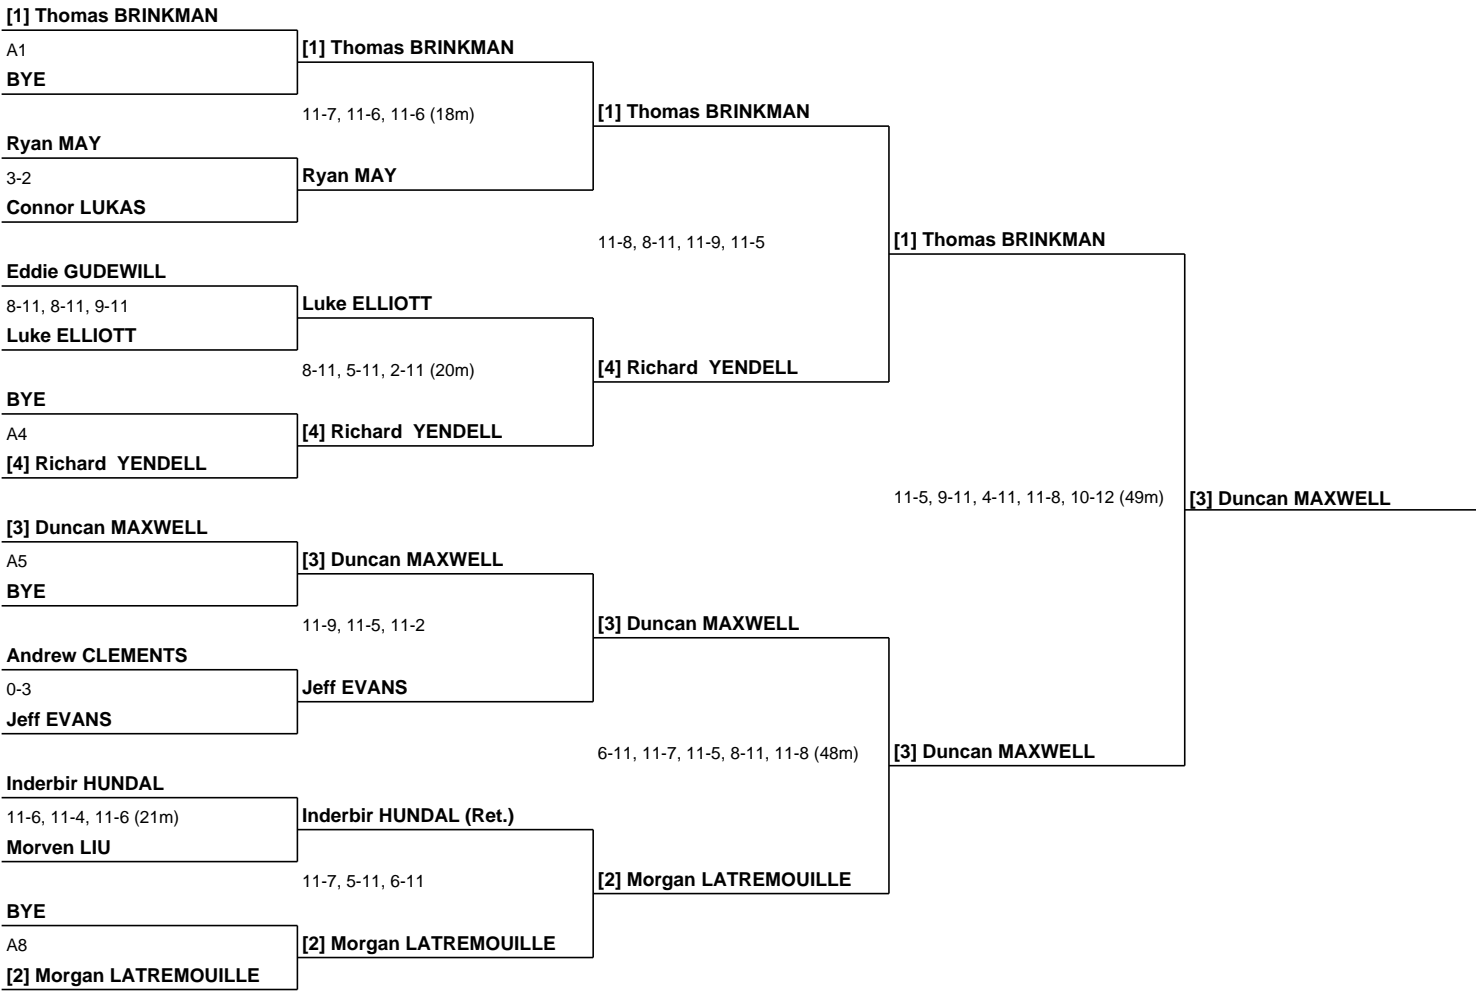 [1] Thomas BRINKMAN
A1
BYE
Ryan MAY
3-2
Connor LUKAS
Eddie GUDEWILL
8-11, 8-11, 9-11
Luke ELLIOTT
BYE
A4
[4] Richard  YENDELL
[3] Duncan MAXWELL
A5
BYE
Andrew CLEMENTS
0-3
Jeff EVANS
Inderbir HUNDAL
11-6, 11-4, 11-6 (21m)
Morven LIU
BYE
A8
[2] Morgan LATREMOUILLE
[1] Thomas BRINKMAN
11-7, 11-6, 11-6 (18m)
Ryan MAY
Luke ELLIOTT
8-11, 5-11, 2-11 (20m)
[4] Richard  YENDELL
[3] Duncan MAXWELL
11-9, 11-5, 11-2
Jeff EVANS
Inderbir HUNDAL (Ret.)
11-7, 5-11, 6-11
[2] Morgan LATREMOUILLE
[1] Thomas BRINKMAN
11-8, 8-11, 11-9, 11-5
[4] Richard  YENDELL
[3] Duncan MAXWELL
6-11, 11-7, 11-5, 8-11, 11-8 (48m)
[2] Morgan LATREMOUILLE
[1] Thomas BRINKMAN
11-5, 9-11, 4-11, 11-8, 10-12 (49m)
[3] Duncan MAXWELL
[3] Duncan MAXWELL